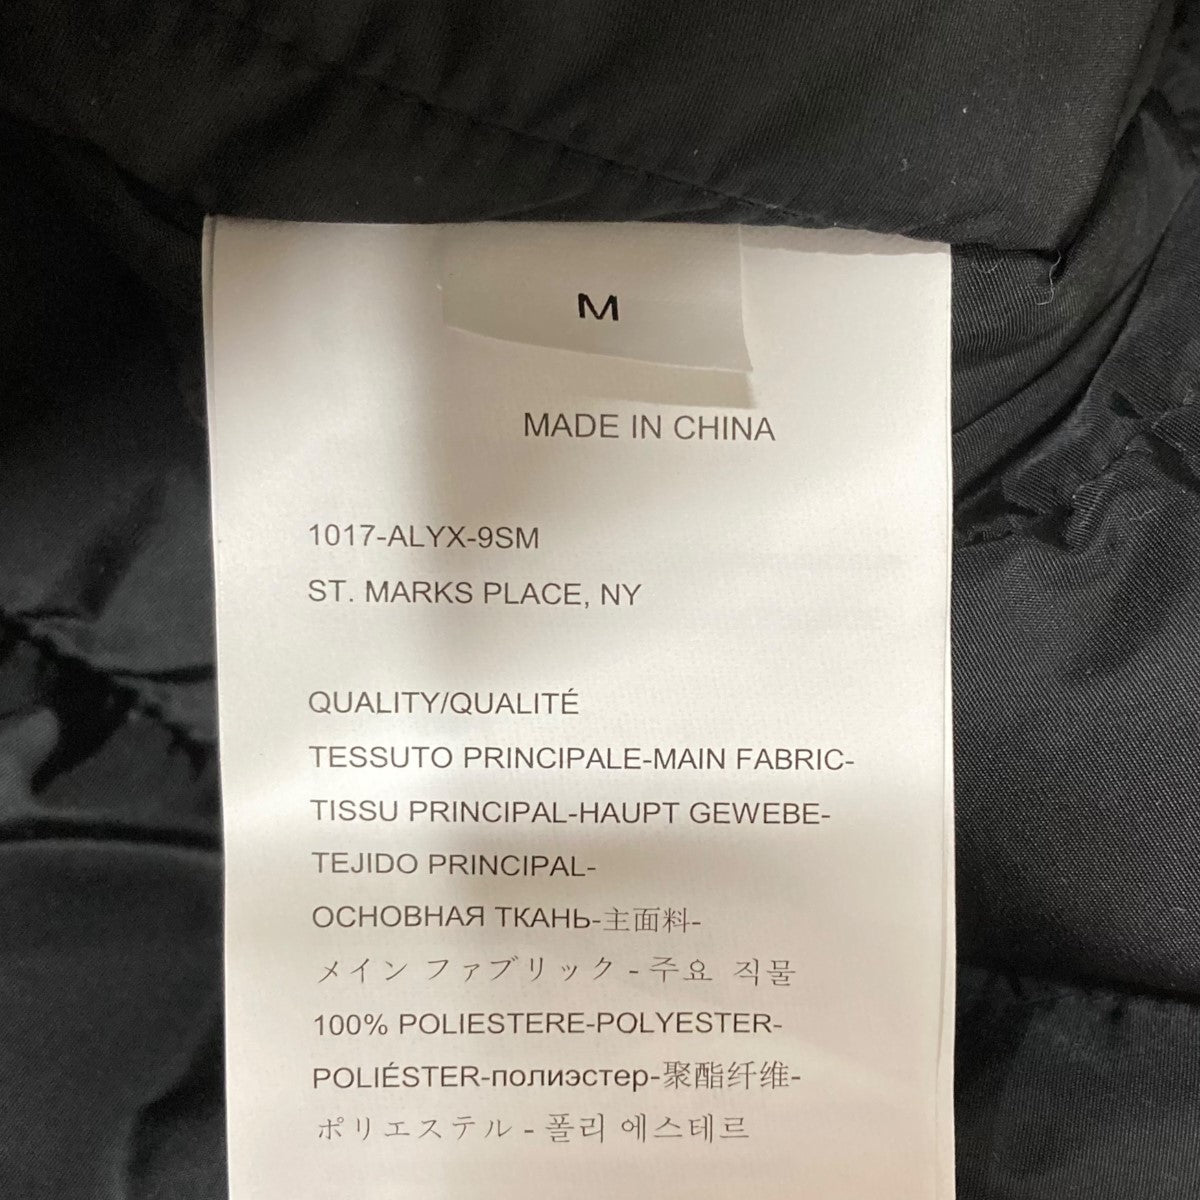 M
MADE IN CHINA
1017-ALYX-9SM
ST. MARKS PLACE, NY
QUALITY/QUALITÉ
TESSUTO PRINCIPALE-MAIN FABRIC-
TISSU PRINCIPAL-HAUPT GEWEBE-
TEJIDO PRINCIPAL-
ОСНОВНАЯ ТКАНЬ-主面料-
メイン ファブリック - 주요 직물
100% POLIESTERE-POLYESTER-
POLIÉSTER-полиэстер-聚酯纤维-
ポリエステル - 폴리 에스테르